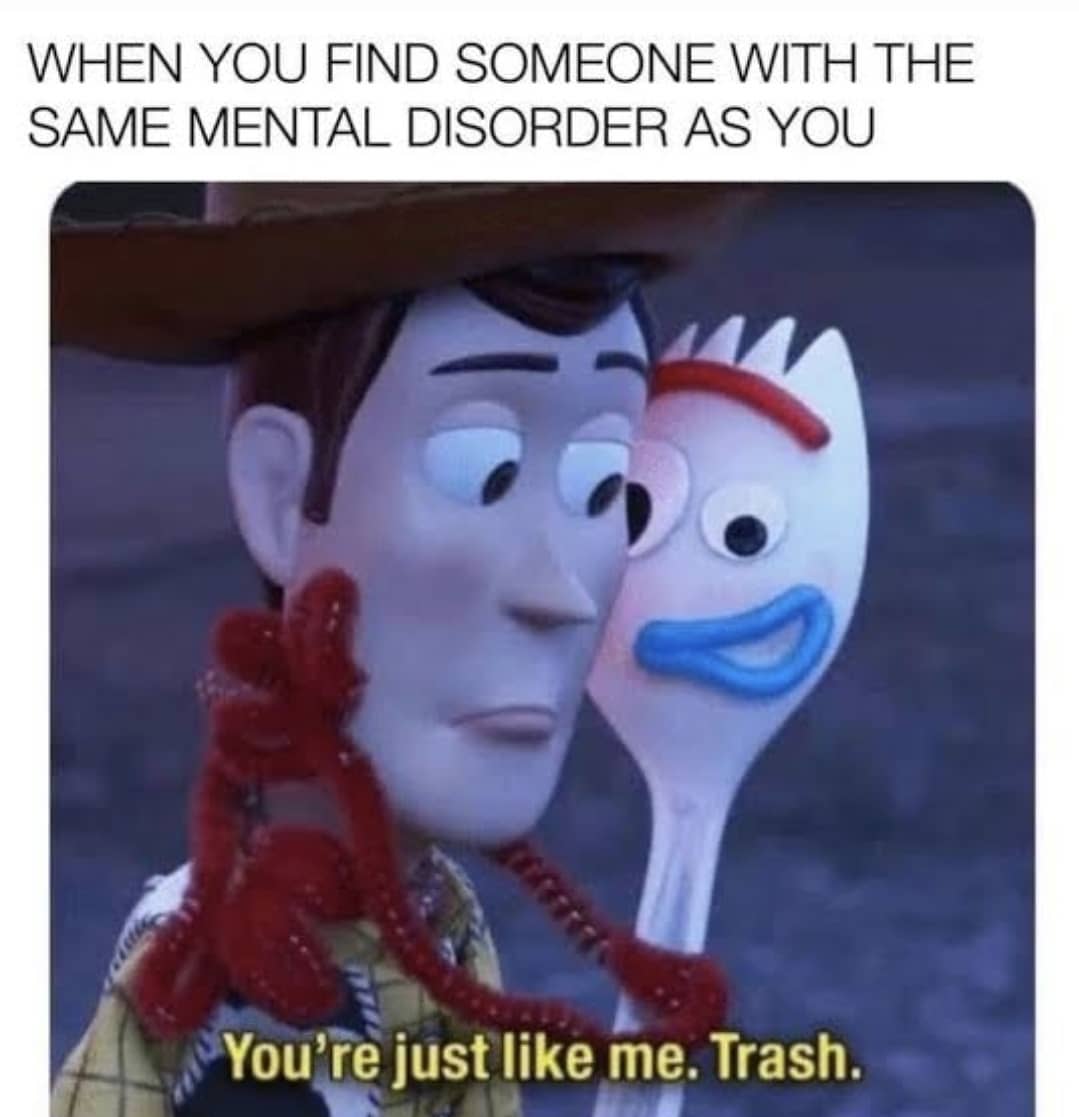 WHEN YOU FIND SOMEONE WITH THE
SAME MENTAL DISORDER AS YOU
You're just like me. Trash.